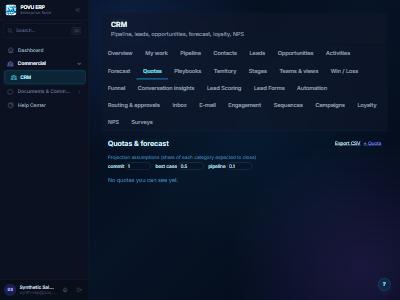 POVU ERP
Enterprise Suite
Search...
Dashboard
Commercial
CRM
Documents & Comm...
Help Center
CRM
Pipeline, leads, opportunities, forecast, loyalty, NPS
Overview My work Pipeline Contacts Leads Opportunities Activities
Forecast Quotas Playbooks Territory Stages Teams & views Win / Loss
Funnel Conversation insights Lead Scoring Lead Forms Automation
Routing & approvals Inbox E-mail Engagement Sequences Campaigns Loyalty
NPS Surveys
Quotas & forecast
Export CSV + Quota
Projection assumptions (share of each category expected to close)
commit 1 best case 0.5 pipeline 0.1
No quotas you can see yet.
Synthetic Sal...
?